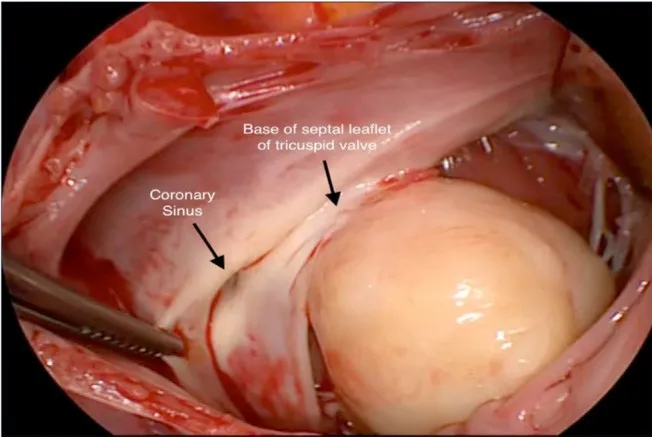 Base of septal leaflet
of tricuspid valve
Coronary
Sinus